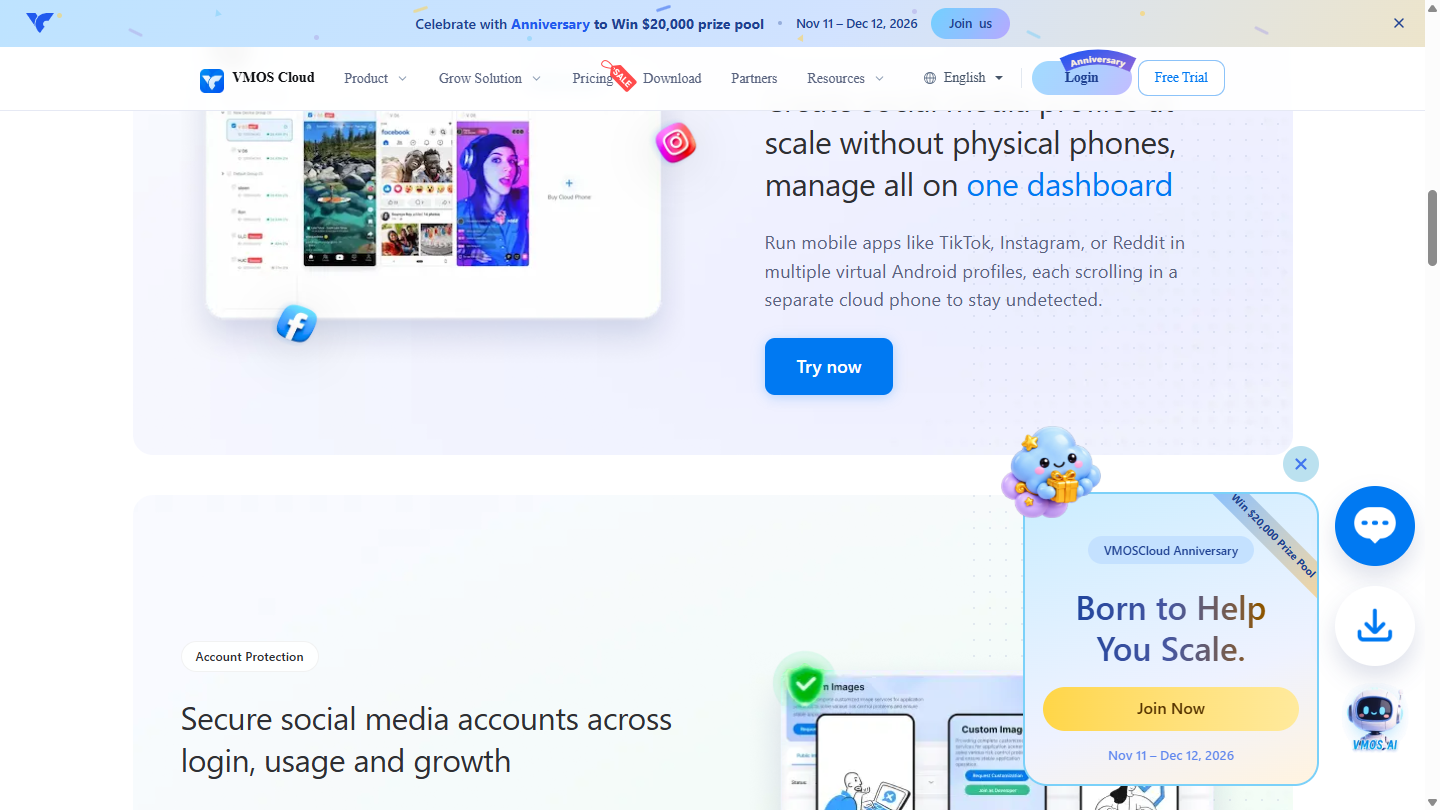 Celebrate with Anniversary to Win $20,000 prize pool • Nov 11 – Dec 12, 2026 Join us
VMOS Cloud Product Grow Solution Pricing SALE Download Partners Resources English Anniversary Login Free Trial
scale without physical phones,
manage all on one dashboard
Run mobile apps like TikTok, Instagram, or Reddit in
multiple virtual Android profiles, each scrolling in a
separate cloud phone to stay undetected.
Try now
facebook
Buy Cloud Phone
Win $20,000 Prize Pool
VMOSCloud Anniversary
Born to Help
You Scale.
Join Now
Nov 11 – Dec 12, 2026
VMOS AI
Account Protection
Secure social media accounts across
login, usage and growth
Images
Custom Imag
Request Customization